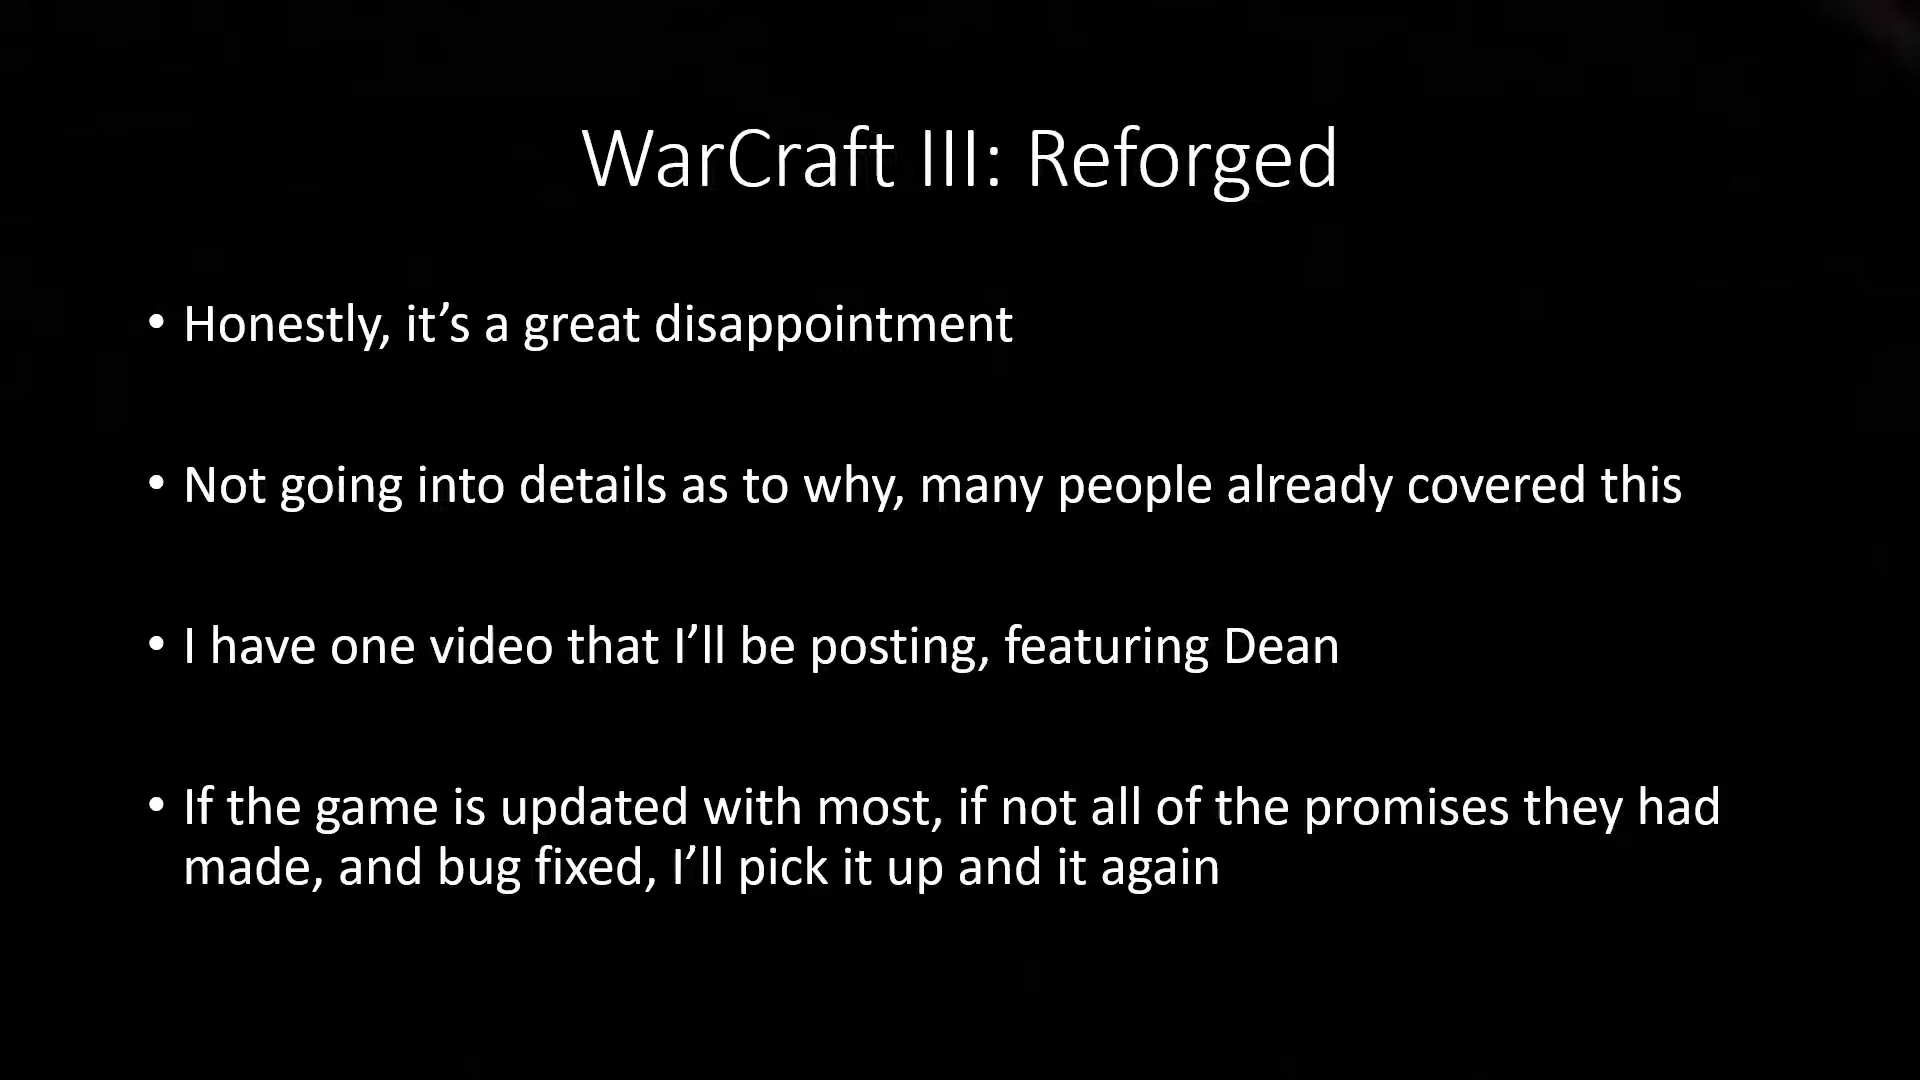 WarCraft III: Reforged
• Honestly, it’s a great disappointment
• Not going into details as to why, many people already covered this
• I have one video that I’ll be posting, featuring Dean
• If the game is updated with most, if not all of the promises they had
made, and bug fixed, I’ll pick it up and it again